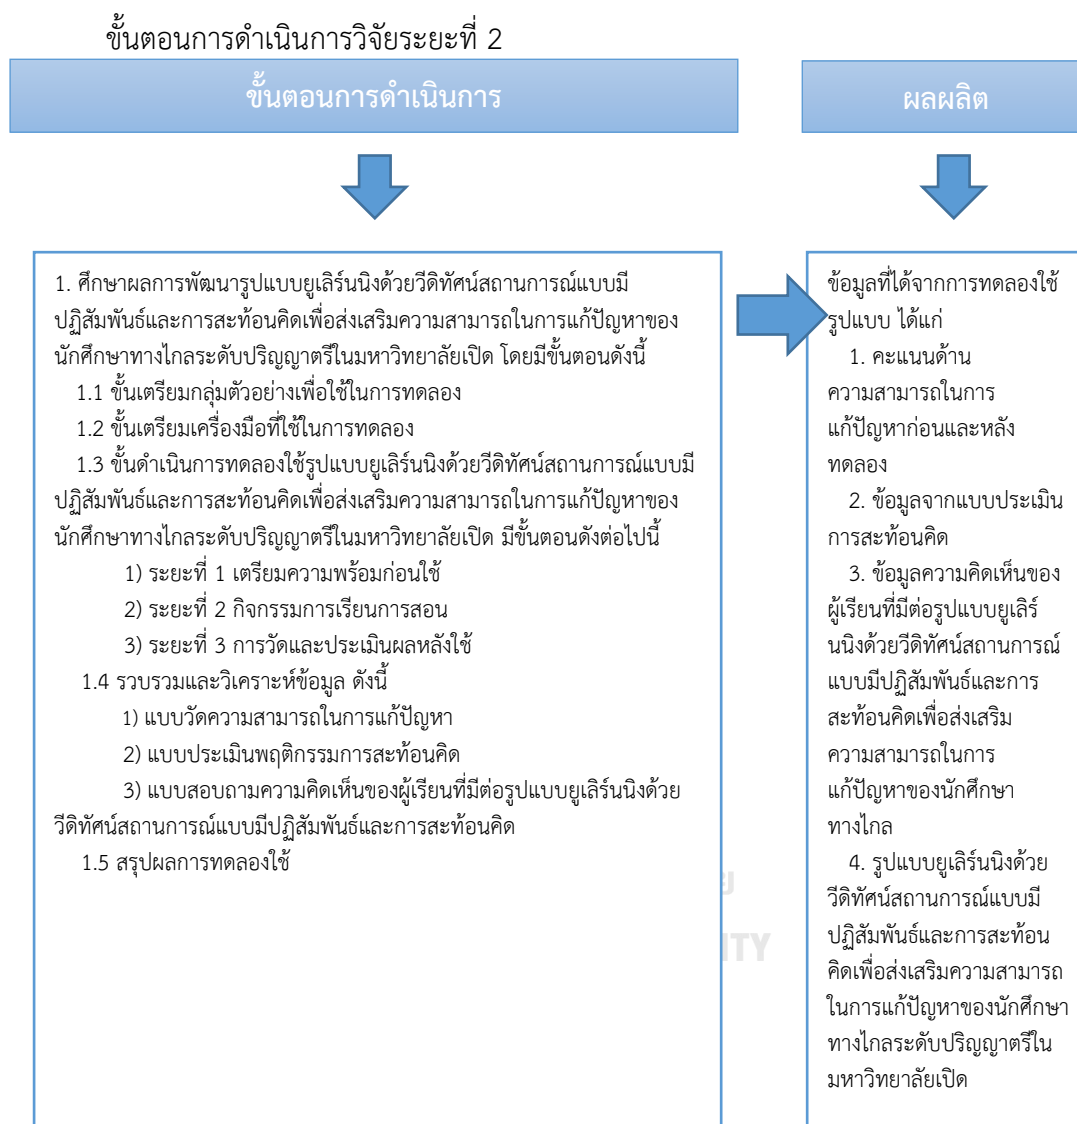 ขั้นตอนการดำเนินการวิจัยระยะที่ 2
ขั้นตอนการดำเนินการ
ผลผลิต
1. ศึกษาผลการพัฒนารูปแบบยูเลิร์นนิงด้วยวีดิทัศน์สถานการณ์แบบมี
ปฏิสัมพันธ์และการสะท้อนคิดเพื่อส่งเสริมความสามารถในการแก้ปัญหาของ
นักศึกษาทางไกลระดับปริญญาตรีในมหาวิทยาลัยเปิด โดยมีขั้นตอนดังนี้
1.1 ขั้นเตรียมกลุ่มตัวอย่างเพื่อใช้ในการทดลอง
1.2 ขั้นเตรียมเครื่องมือที่ใช้ในการทดลอง
1.3 ขั้นดำเนินการทดลองใช้รูปแบบยูเลิร์นนิงด้วยวีดิทัศน์สถานการณ์แบบมี
ปฏิสัมพันธ์และการสะท้อนคิดเพื่อส่งเสริมความสามารถในการแก้ปัญหาของ
นักศึกษาทางไกลระดับปริญญาตรีในมหาวิทยาลัยเปิด มีขั้นตอนดังต่อไปนี้
1) ระยะที่ 1 เตรียมความพร้อมก่อนใช้
2) ระยะที่ 2 กิจกรรมการเรียนการสอน
3) ระยะที่ 3 การวัดและประเมินผลหลังใช้
1.4 รวบรวมและวิเคราะห์ข้อมูล ดังนี้
1) แบบวัดความสามารถในการแก้ปัญหา
2) แบบประเมินพฤติกรรมการสะท้อนคิด
3) แบบสอบถามความคิดเห็นของผู้เรียนที่มีต่อรูปแบบยูเลิร์นนิงด้วย
วีดิทัศน์สถานการณ์แบบมีปฏิสัมพันธ์และการสะท้อนคิด
1.5 สรุปผลการทดลองใช้
ข้อมูลที่ได้จากการทดลองใช้
รูปแบบ ได้แก่
1. คะแนนด้าน
ความสามารถในการ
แก้ปัญหาก่อนและหลัง
ทดลอง
2. ข้อมูลจากแบบประเมิน
การสะท้อนคิด
3. ข้อมูลความคิดเห็นของ
ผู้เรียนที่มีต่อรูปแบบยูเลิร์
นนิงด้วยวีดิทัศน์สถานการณ์
แบบมีปฏิสัมพันธ์และการ
สะท้อนคิดเพื่อส่งเสริม
ความสามารถในการ
แก้ปัญหาของนักศึกษา
ทางไกล
4. รูปแบบยูเลิร์นนิงด้วย
วีดิทัศน์สถานการณ์แบบมี
ปฏิสัมพันธ์และการสะท้อน
คิดเพื่อส่งเสริมความสามารถ
ในการแก้ปัญหาของนักศึกษา
ทางไกลระดับปริญญาตรีใน
มหาวิทยาลัยเปิด
ย
ITY